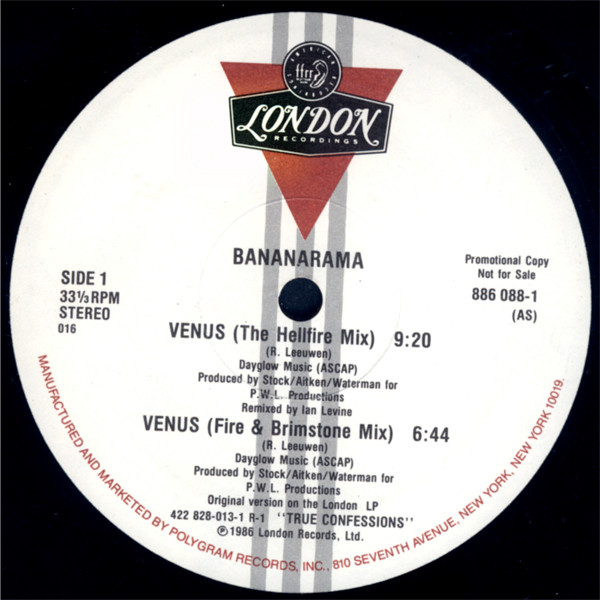 AMERICAN RECORDINGS
ffrr
LONDON
RECORDINGS
BANANARAMA
SIDE 1
33⅓ RPM
STEREO
016
Promotional Copy
Not for Sale
886 088-1
(AS)
VENUS (The Hellfire Mix) 9:20
(R. Leeuwen)
Dayglow Music (ASCAP)
Produced by Stock/Aitken/Waterman for
P.W.L. Productions
Remixed by Ian Levine
VENUS (Fire & Brimstone Mix) 6:44
(R. Leeuwen)
Dayglow Music (ASCAP)
Produced by Stock/Aitken/Waterman for
P.W.L. Productions
Original version on the London LP
422 828-013-1 R-1 "TRUE CONFESSIONS"
℗ 1986 London Records, Ltd.
MANUFACTURED AND MARKETED BY POLYGRAM RECORDS, INC., 810 SEVENTH AVENUE, NEW YORK, NEW YORK 10019.